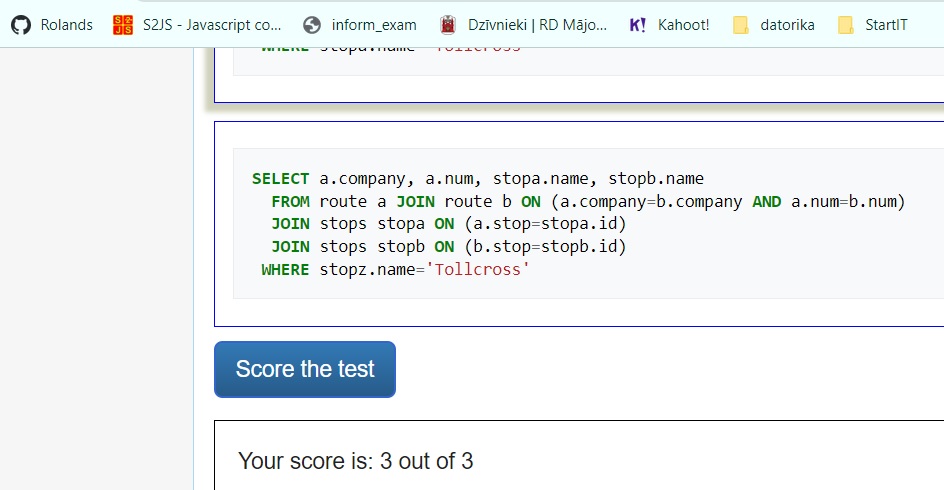 Rolands S2JS - Javascript co... inform_exam Dzīvnieki | RD Mājo... K! Kahoot! datorika StartIT
WHERE stopa.name='Tollcross'
SELECT a.company, a.num, stopa.name, stopb.name
FROM route a JOIN route b ON (a.company=b.company AND a.num=b.num)
JOIN stops stopa ON (a.stop=stopa.id)
JOIN stops stopb ON (b.stop=stopb.id)
WHERE stopz.name='Tollcross'
Score the test
Your score is: 3 out of 3